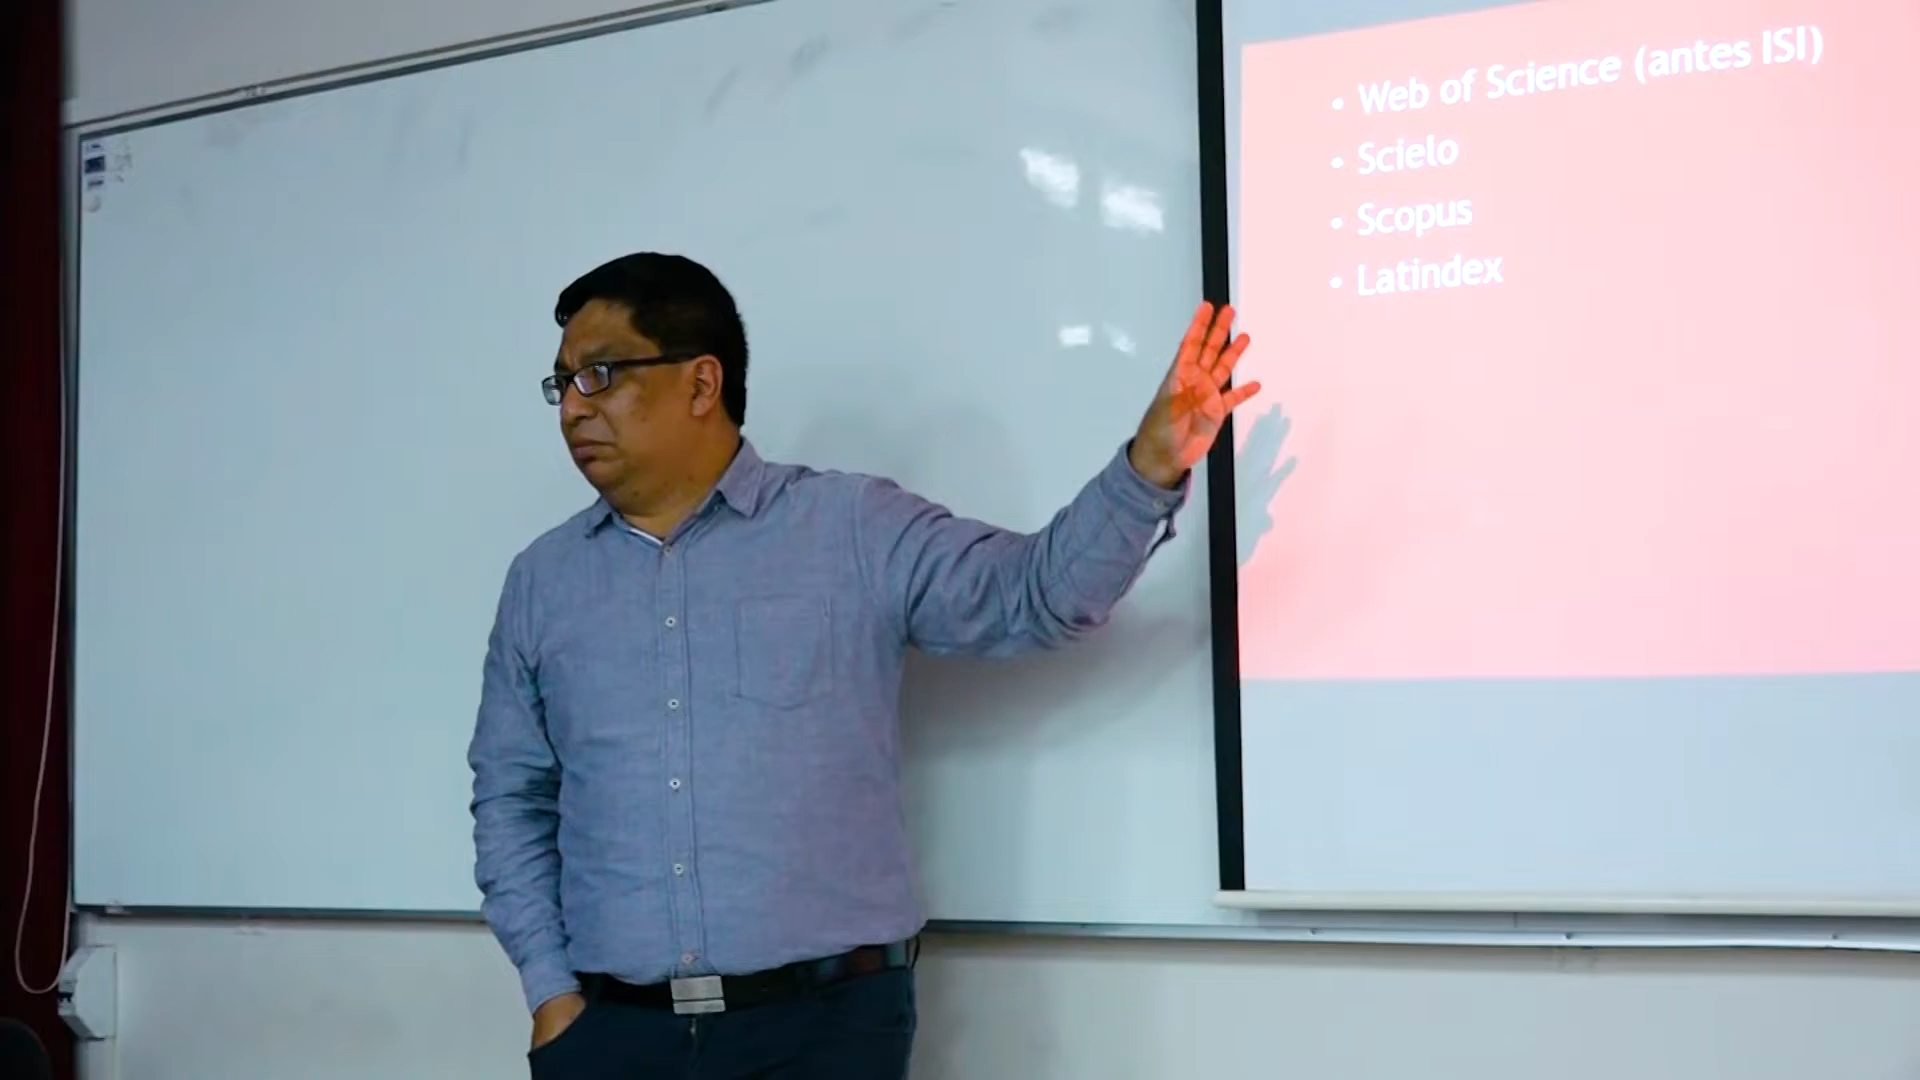 • Web of Science (antes ISI)
• Scielo
• Scopus
• Latindex